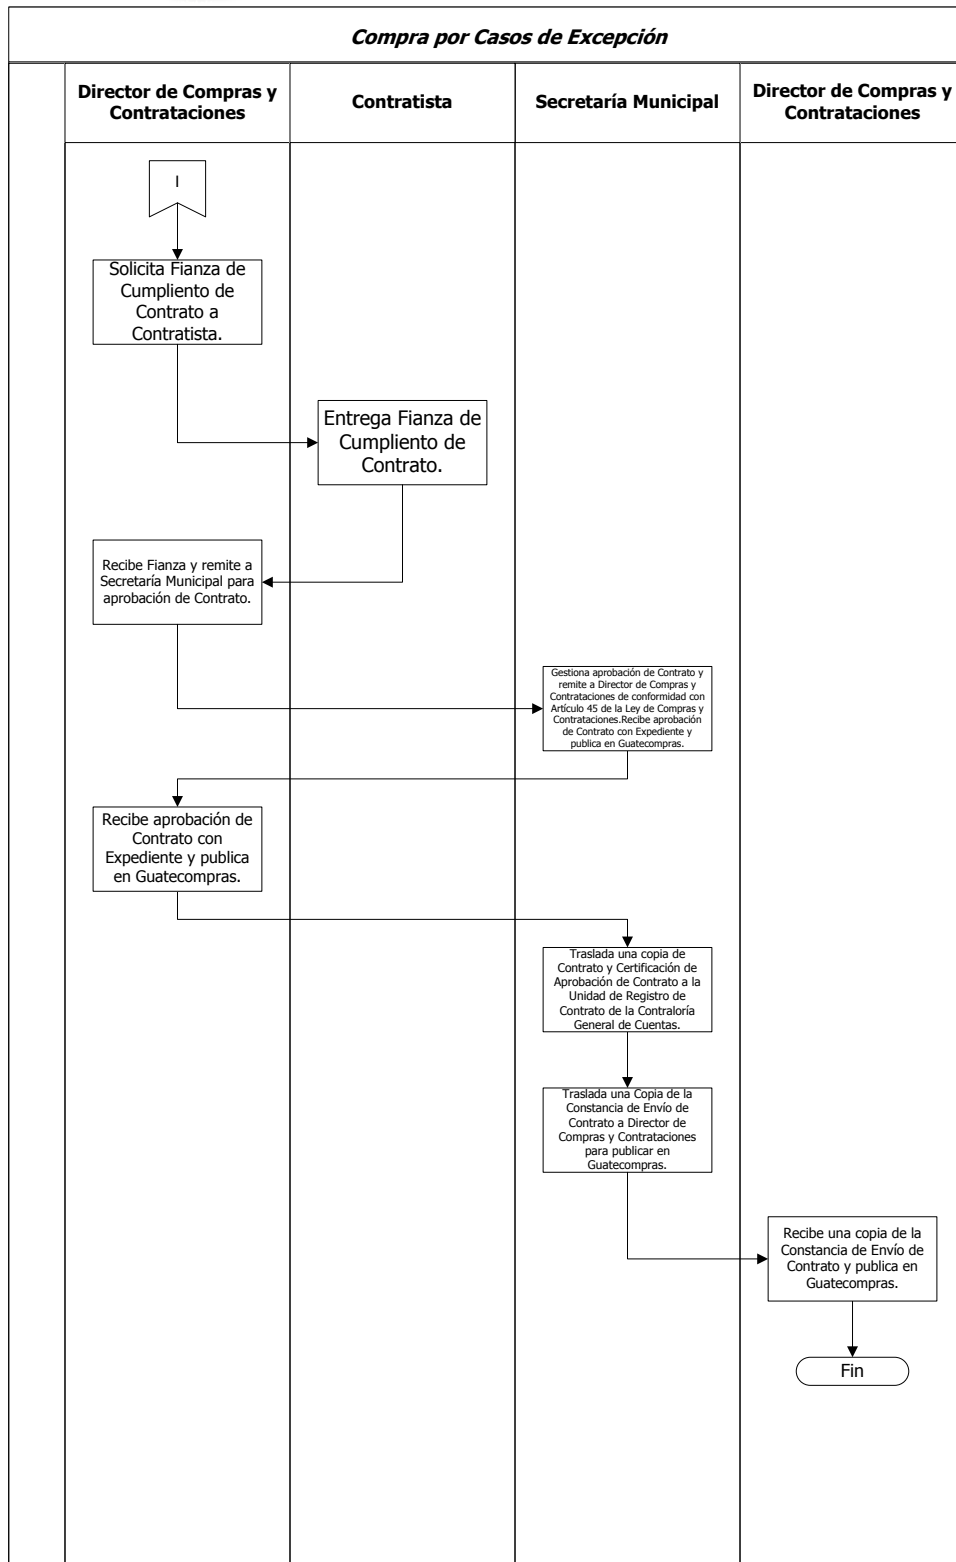 Compra por Casos de Excepción
Director de Compras y
Contrataciones
Contratista
Secretaría Municipal
Director de Compras y
Contrataciones
I
Solicita Fianza de
Cumpliento de
Contrato a
Contratista.
Entrega Fianza de
Cumpliento de
Contrato.
Recibe Fianza y remite a
Secretaría Municipal para
aprobación de Contrato.
Gestiona aprobación de Contrato y
remite a Director de Compras y
Contrataciones de conformidad con
Artículo 45 de la Ley de Compras y
Contrataciones.Recibe aprobación
de Contrato con Expediente y
publica en Guatecompras.
Recibe aprobación de
Contrato con
Expediente y publica
en Guatecompras.
Traslada una copia de
Contrato y Certificación de
Aprobación de Contrato a la
Unidad de Registro de
Contrato de la Contraloría
General de Cuentas.
Traslada una Copia de la
Constancia de Envío de
Contrato a Director de
Compras y Contrataciones
para publicar en
Guatecompras.
Recibe una copia de la
Constancia de Envío de
Contrato y publica en
Guatecompras.
Fin